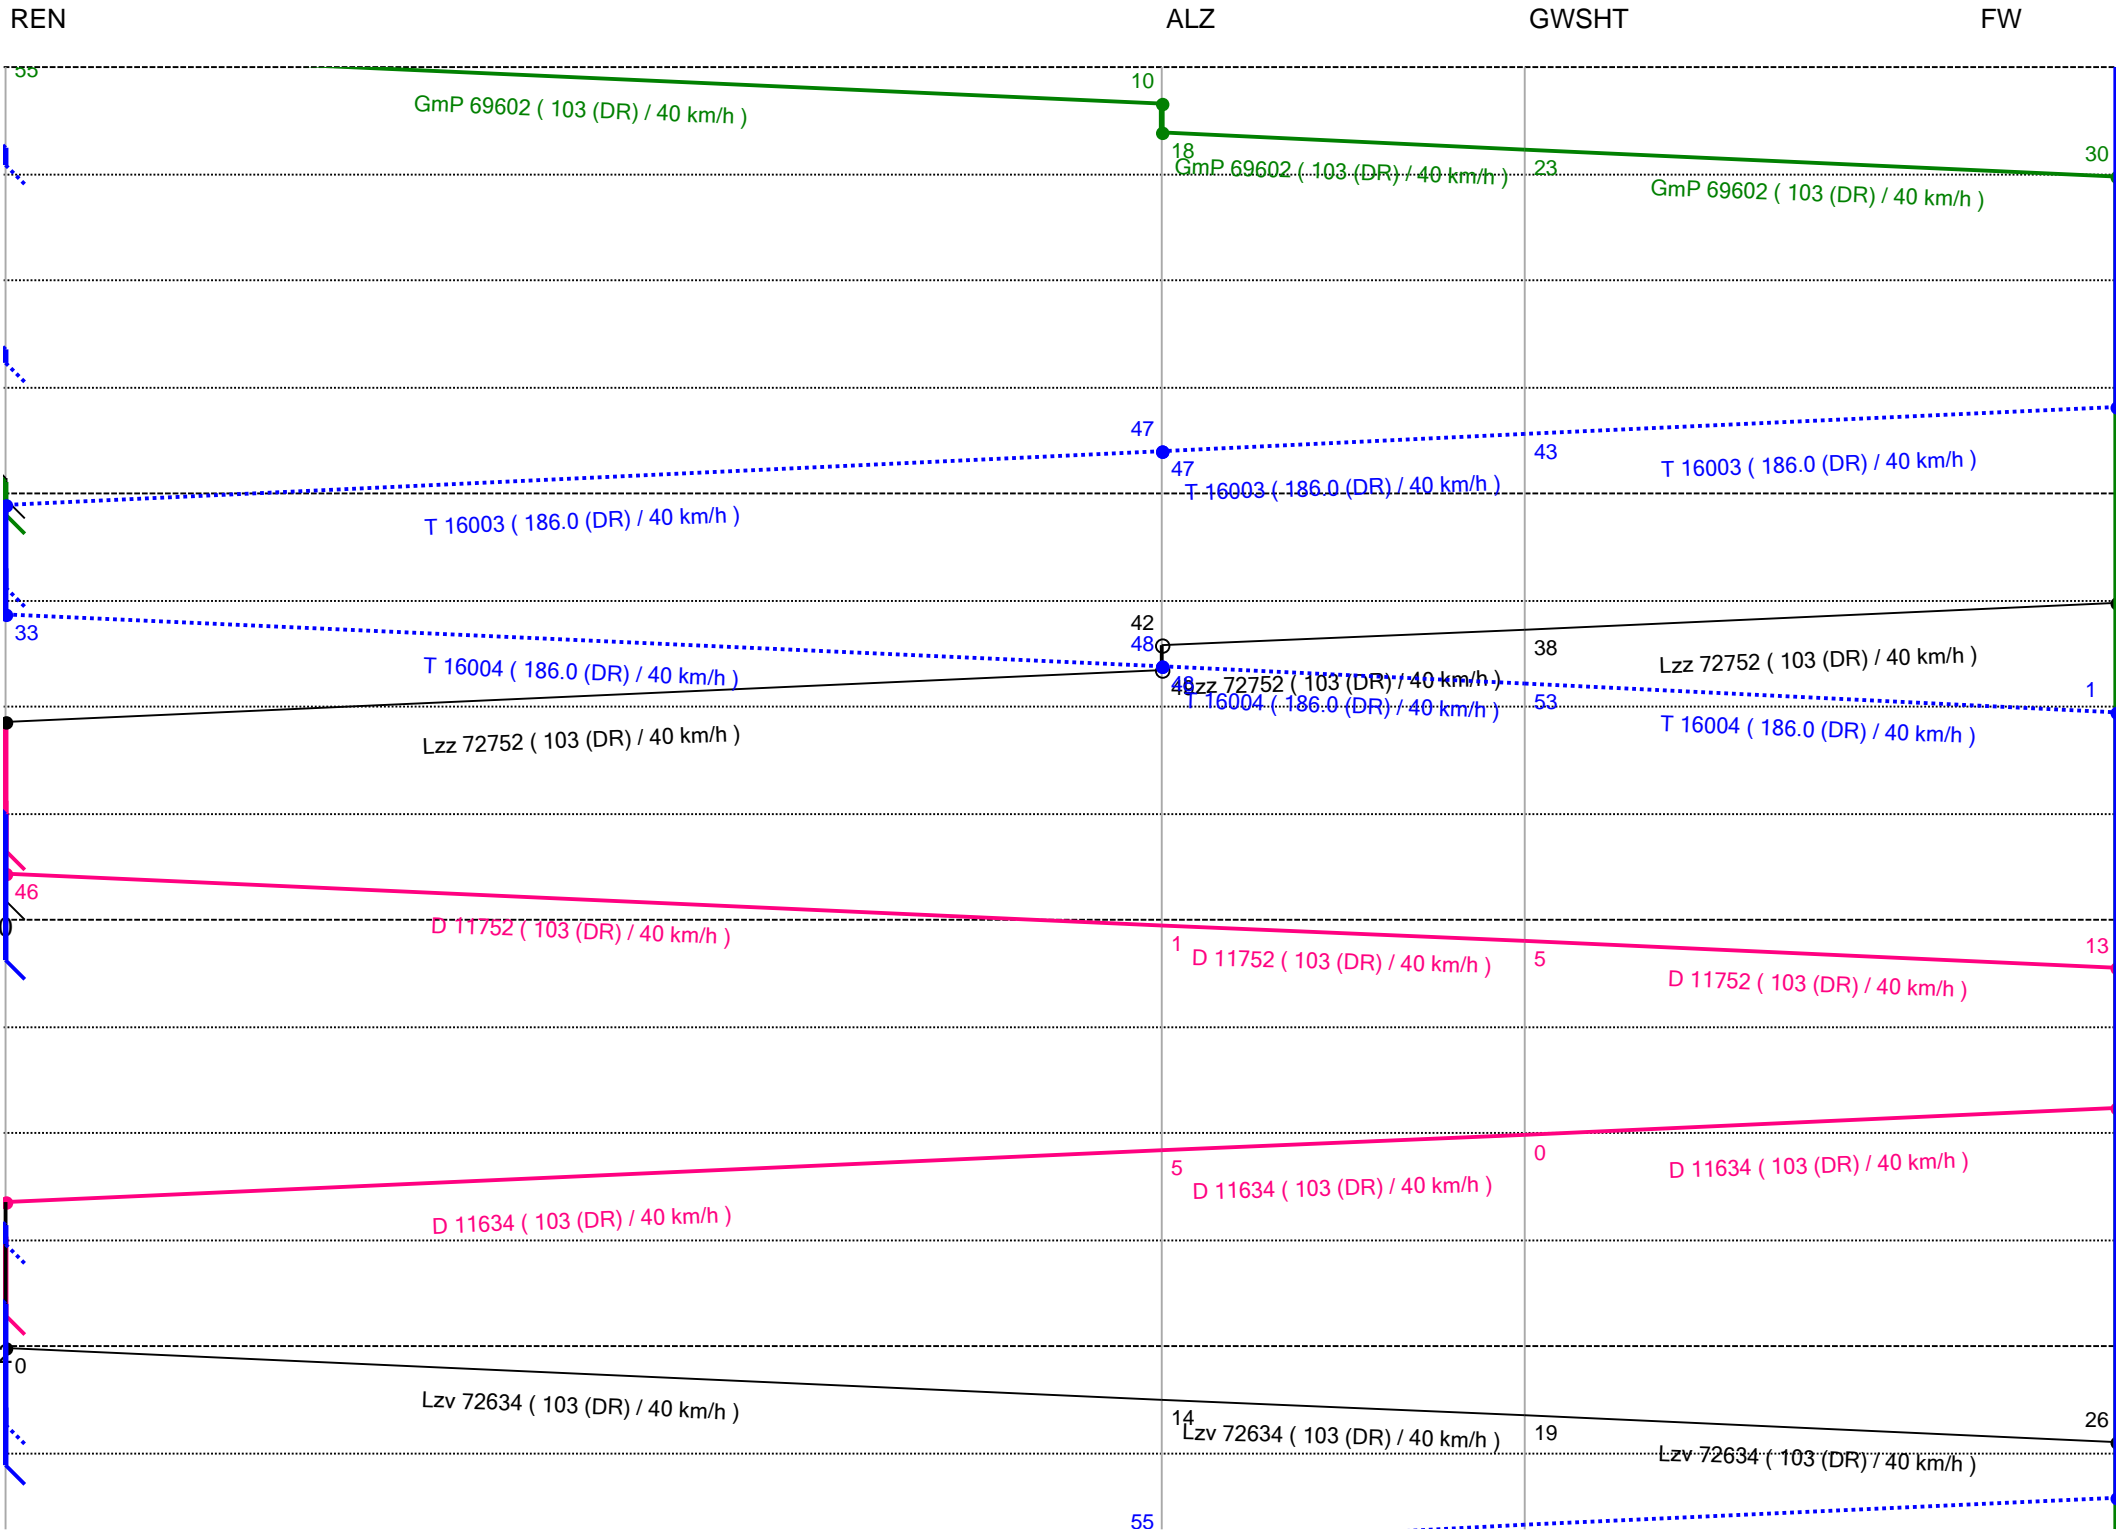 REN ALZ GWSHT FW
55 10
GmP 69602 ( 103 (DR) / 40 km/h )
18 23 30
GmP 69602 ( 103 (DR) / 40 km/h )
GmP 69602 ( 103 (DR) / 40 km/h )
47
47 43
T 16003 ( 186.0 (DR) / 40 km/h )
T 16003 ( 186.0 (DR) / 40 km/h )
T 16003 ( 186.0 (DR) / 40 km/h )
42
33 48 38
Lzz 72752 ( 103 (DR) / 40 km/h )
T 16004 ( 186.0 (DR) / 40 km/h )
Lzz 72752 ( 103 (DR) / 40 km/h )
1
T 16004 ( 186.0 (DR) / 40 km/h )
53
T 16004 ( 186.0 (DR) / 40 km/h )
Lzz 72752 ( 103 (DR) / 40 km/h )
46
D 11752 ( 103 (DR) / 40 km/h )
1 5 13
D 11752 ( 103 (DR) / 40 km/h )
D 11752 ( 103 (DR) / 40 km/h )
5 0
D 11634 ( 103 (DR) / 40 km/h )
D 11634 ( 103 (DR) / 40 km/h )
D 11634 ( 103 (DR) / 40 km/h )
0
Lzv 72634 ( 103 (DR) / 40 km/h )
14 19 26
Lzv 72634 ( 103 (DR) / 40 km/h )
Lzv 72634 ( 103 (DR) / 40 km/h )
55